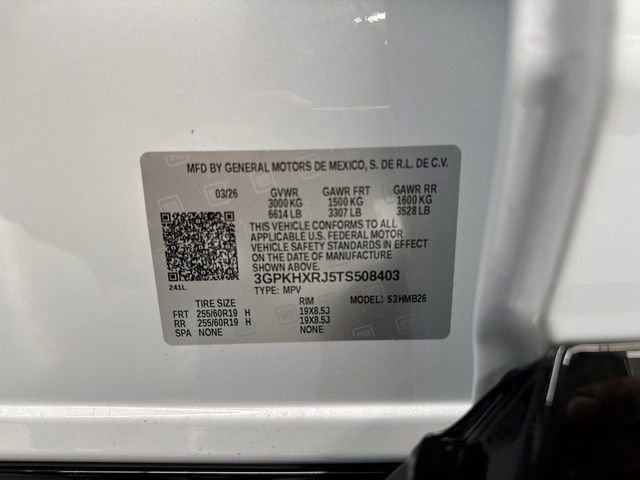 MFD BY GENERAL MOTORS DE MEXICO, S. DE R.L. DE C.V.
03/26 GVWR GAWR FRT GAWR RR
3000 KG 1500 KG 1600 KG
6614 LB 3307 LB 3528 LB
THIS VEHICLE CONFORMS TO ALL
APPLICABLE U.S. FEDERAL MOTOR
VEHICLE SAFETY STANDARDS IN EFFECT
ON THE DATE OF MANUFACTURE
SHOWN ABOVE.
3GPKHXRJ5TS508403
241L TYPE: MPV MODEL: 53HMB26
TIRE SIZE RIM
FRT 255/60R19 H 19X8.5J
RR 255/60R19 H 19X8.5J
SPA NONE NONE